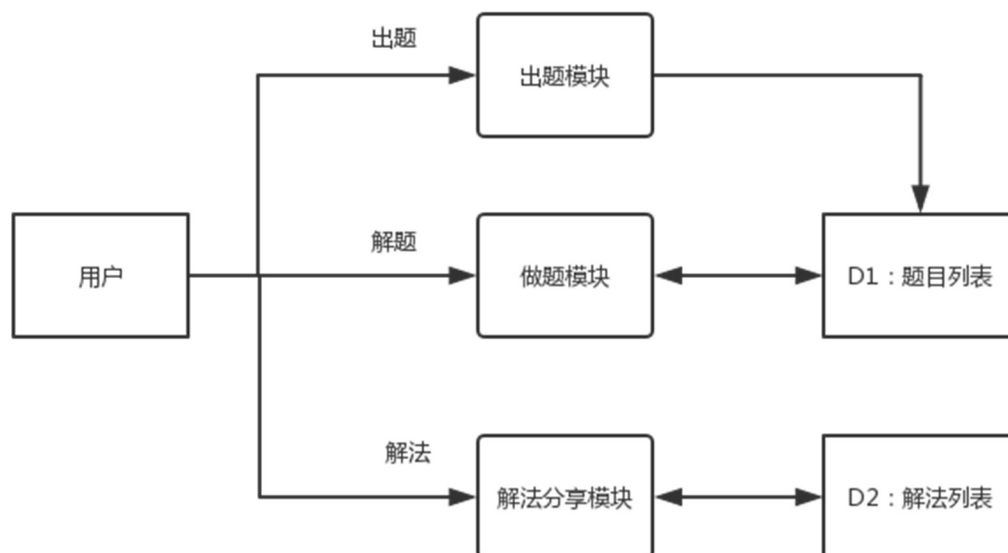 出题
出题模块
用户
解题
做题模块
D1：题目列表
解法
解法分享模块
D2：解法列表